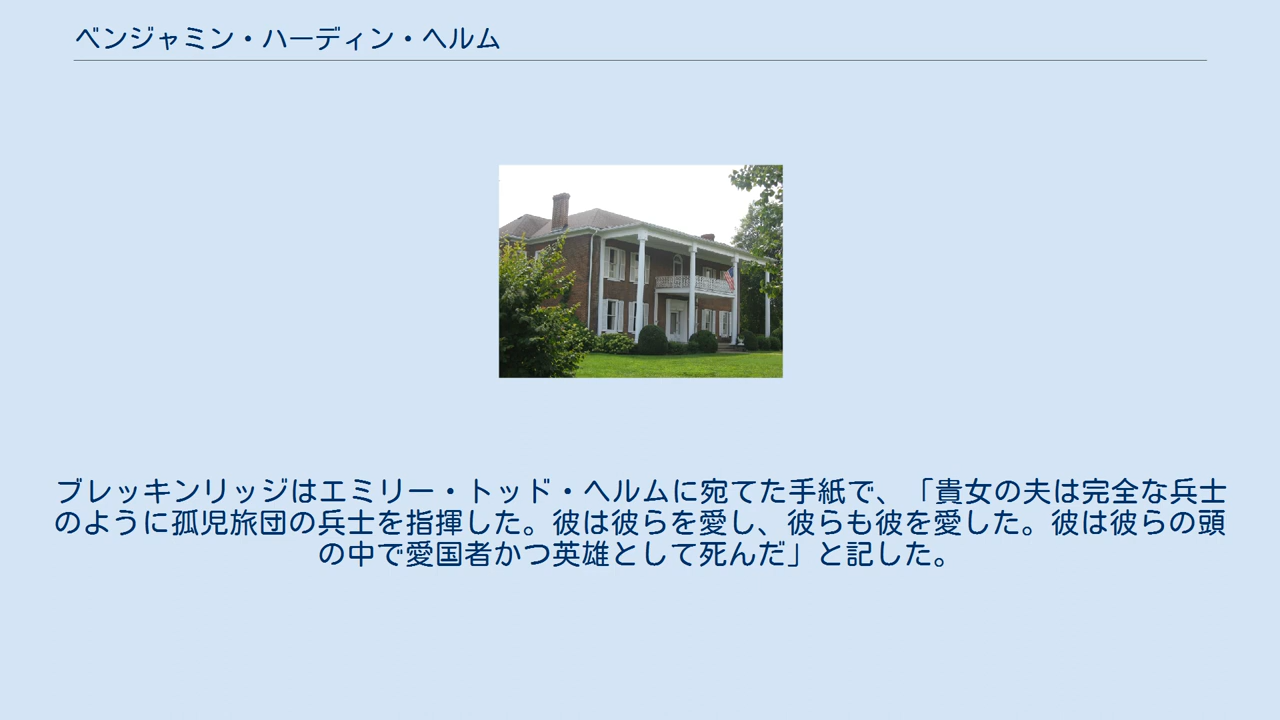 ベンジャミン・ハーディン・ヘルム
ブレッキンリッジはエミリー・トッド・ヘルムに宛てた手紙で、「貴女の夫は完全な兵士
のように孤児旅団の兵士を指揮した。彼は彼らを愛し、彼らも彼を愛した。彼は彼らの頭
の中で愛国者かつ英雄として死んだ」と記した。